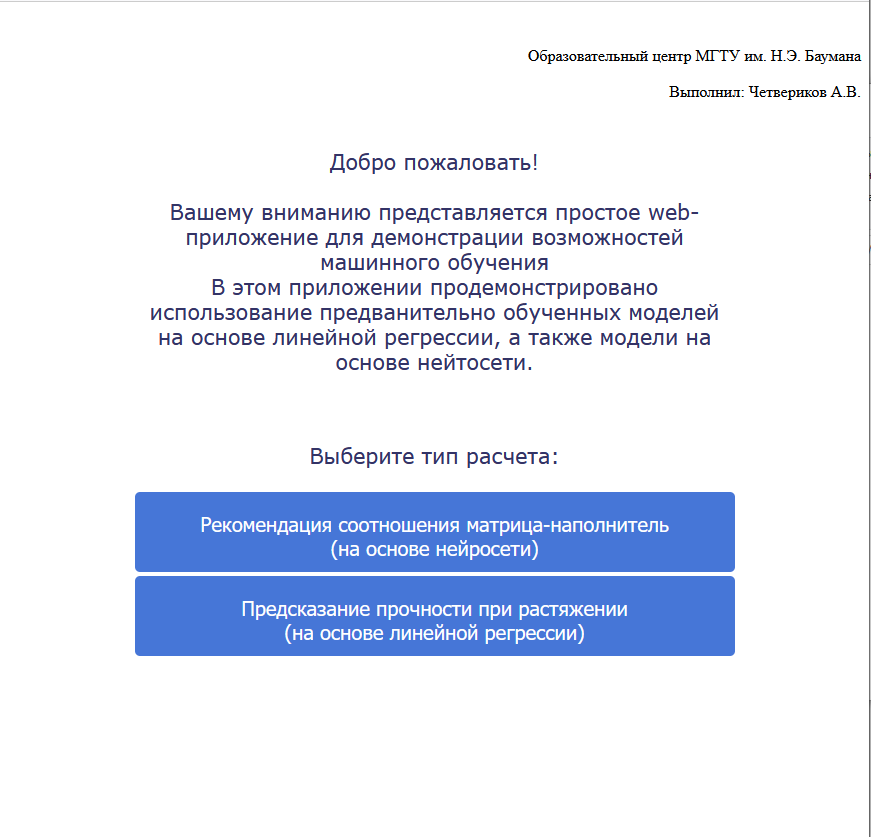 Образовательный центр МГТУ им. Н.Э. Баумана
Выполнил: Четвериков А.В.
Добро пожаловать!
Вашему вниманию представляется простое web-
приложение для демонстрации возможностей
машинного обучения
В этом приложении продемонстрировано
использование предванительно обученных моделей
на основе линейной регрессии, а также модели на
основе нейтосети.
Выберите тип расчета:
Рекомендация соотношения матрица-наполнитель
(на основе нейросети)
Предсказание прочности при растяжении
(на основе линейной регрессии)